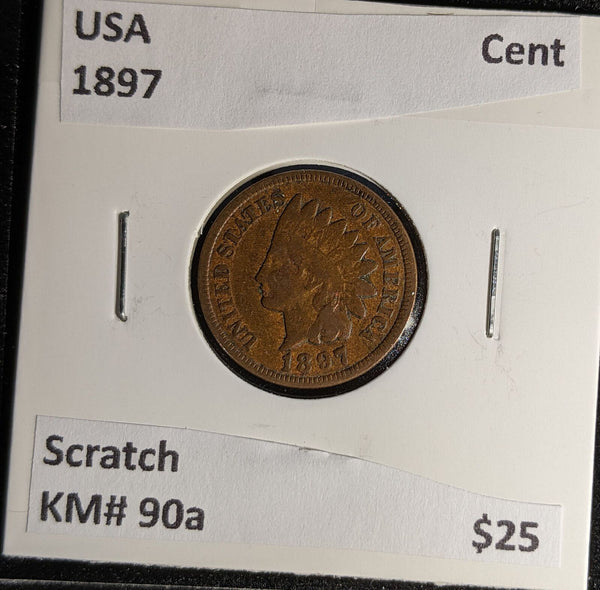 USA Cent
1897
UNITED STATES OF AMERICA
1897
Scratch
KM# 90a $25